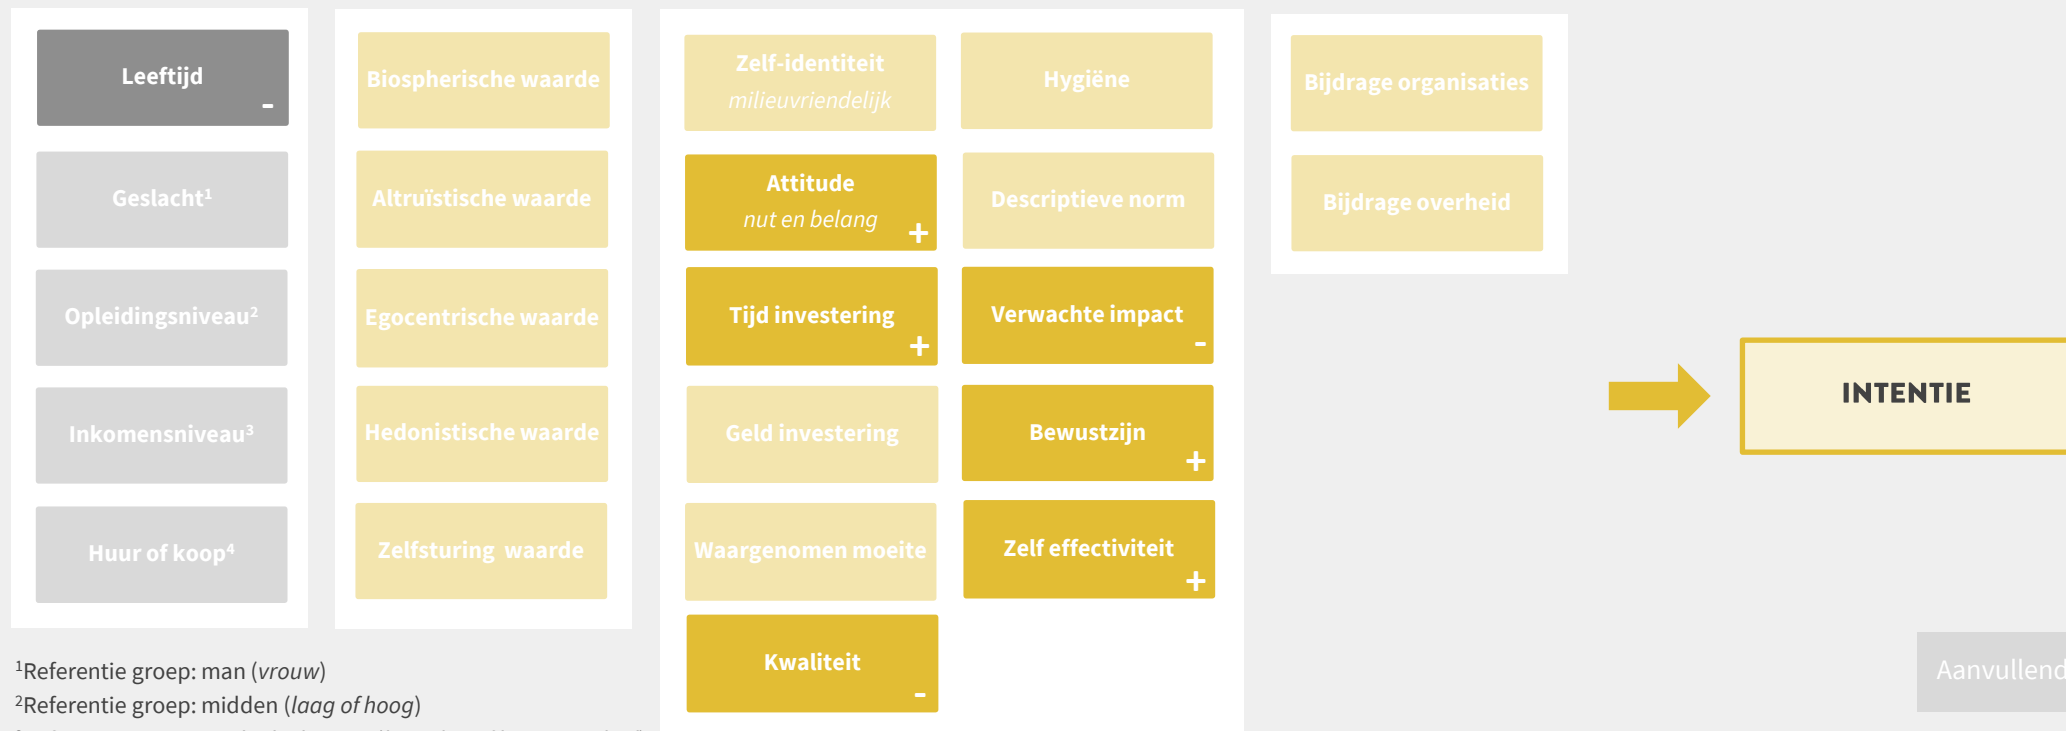 Leeftijd
-
Geslacht¹
Opleidingsniveau²
Inkomensniveau³
Huur of koop⁴
Biospherische waarde
Altruïstische waarde
Egocentrische waarde
Hedonistische waarde
Zelfsturing waarde
Zelf-identiteit
milieuvriendelijk
Attitude
nut en belang
+
Tijd investering
+
Geld investering
Waargenomen moeite
Kwaliteit
-
Hygiëne
Descriptieve norm
Verwachte impact
-
Bewustzijn
+
Zelf effectiviteit
+
Bijdrage organisaties
Bijdrage overheid
INTENTIE
¹Referentie groep: man (vrouw)
²Referentie groep: midden (laag of hoog)
Aanvullend